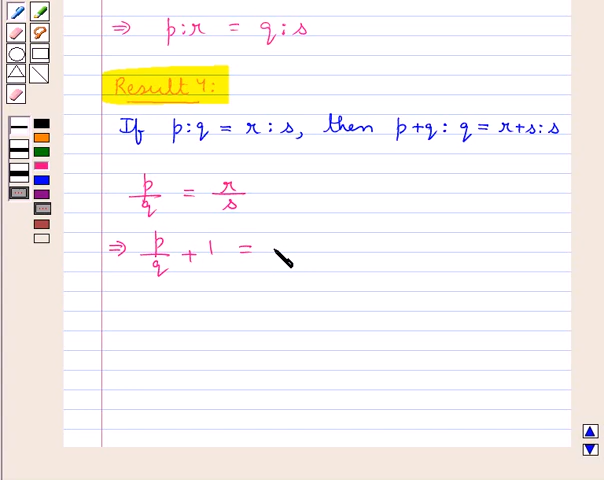 ⇒ p:r = q:s
Result 4:
If p:q = r:s, then p+q: q = r+s:s
p/q = r/s
⇒ p/q + 1 =